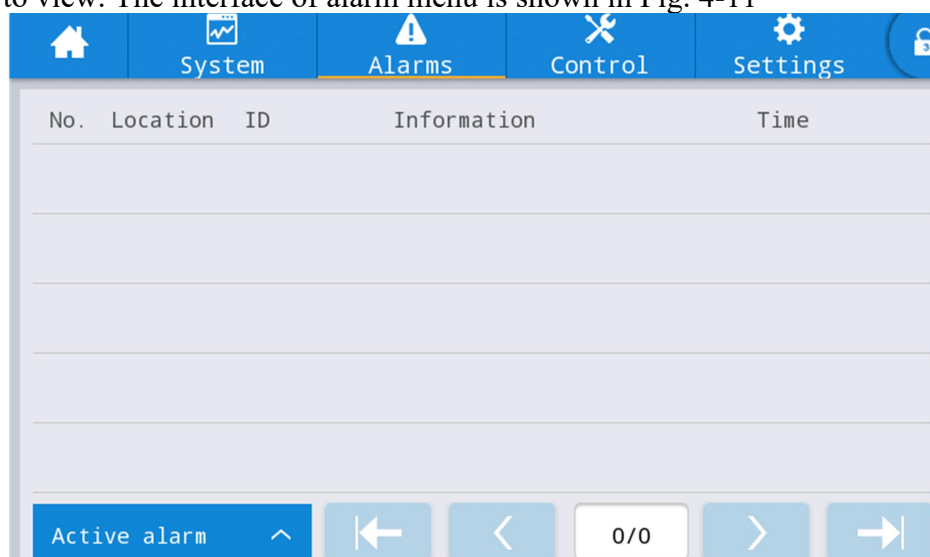 to view. The interface of alarm menu is shown in Fig. 4-11
System Alarms Control Settings
No. Location ID Information Time
Active alarm 0/0